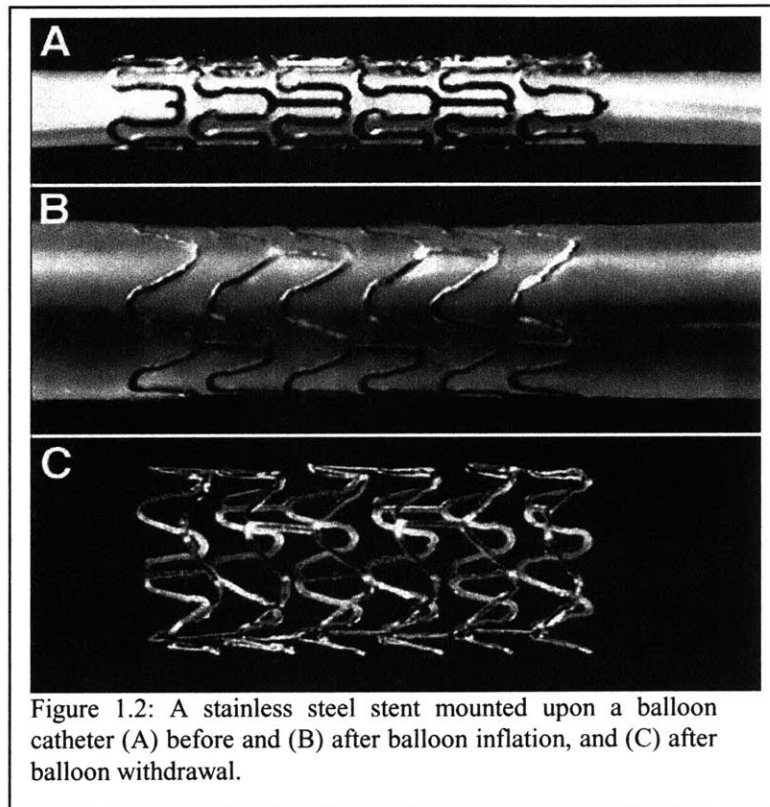 A
B
C
Figure 1.2: A stainless steel stent mounted upon a balloon
catheter (A) before and (B) after balloon inflation, and (C) after
balloon withdrawal.